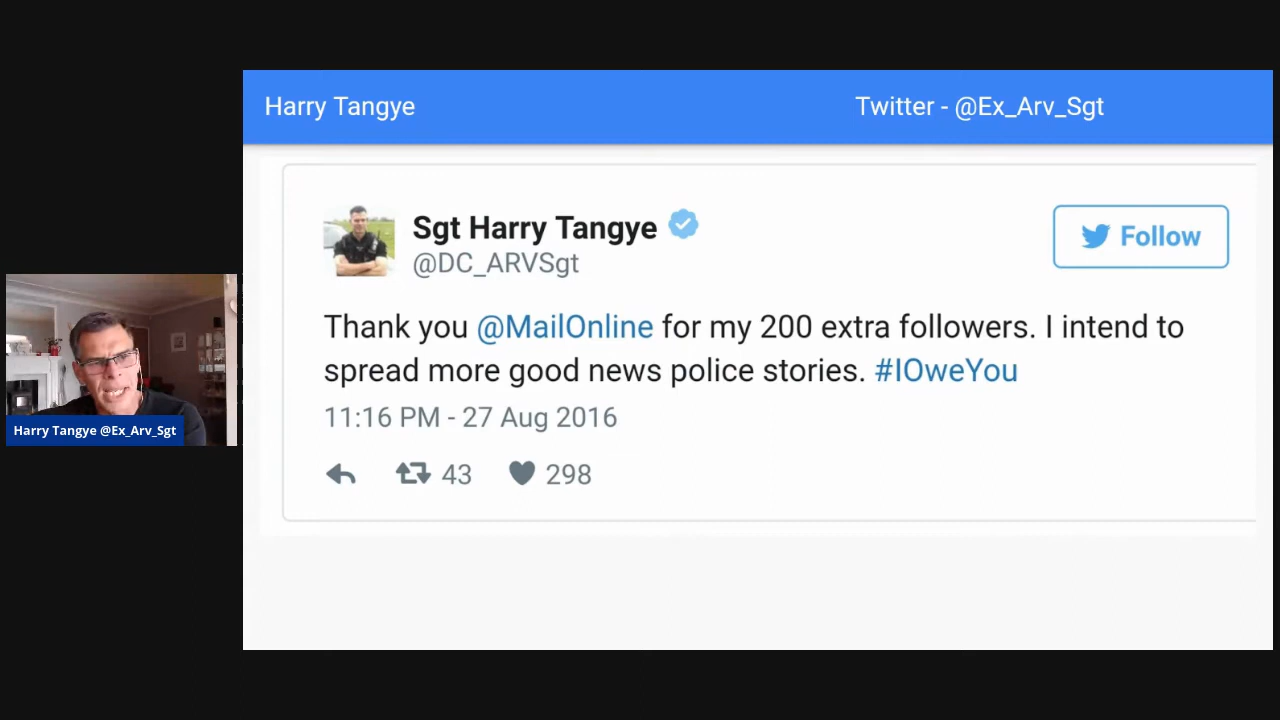 Harry Tangye
Twitter - @Ex_Arv_Sgt
Sgt Harry Tangye
@DC_ARVSgt
Follow
Thank you @MailOnline for my 200 extra followers. I intend to
spread more good news police stories. #IOweYou
11:16 PM - 27 Aug 2016
43
298
Harry Tangye @Ex_Arv_Sgt